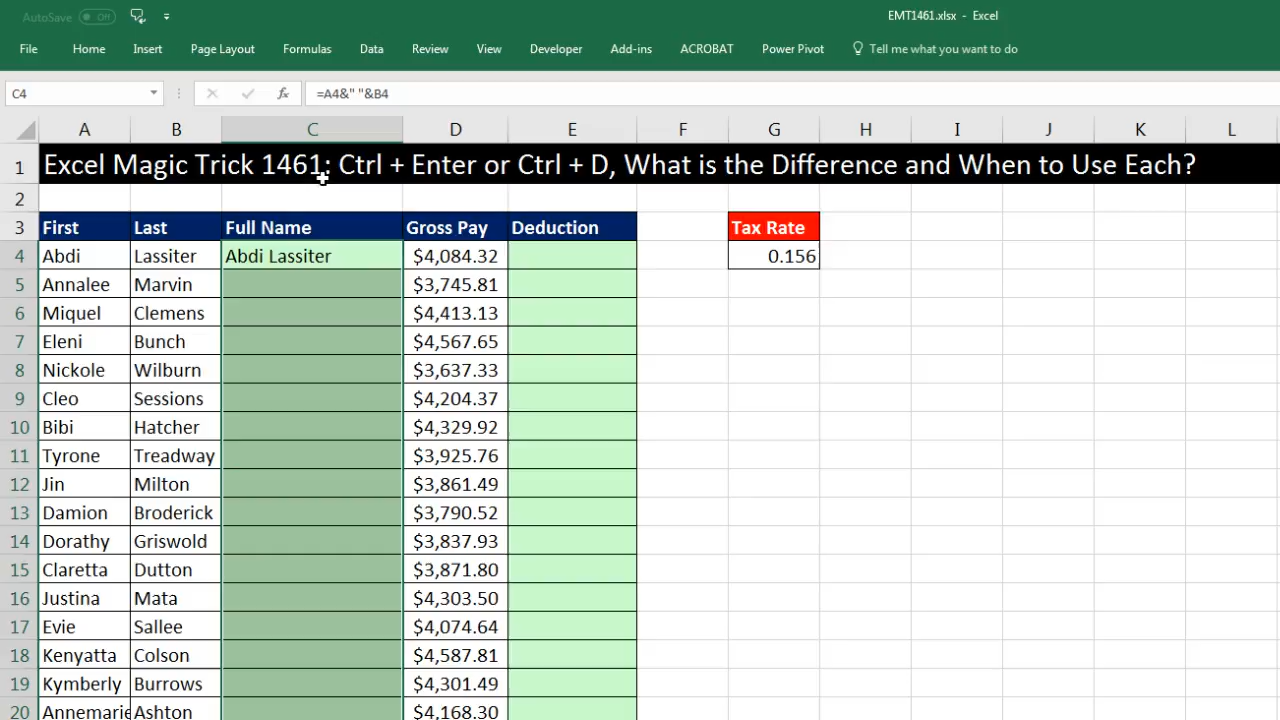 AutoSave Off
EMT1461.xlsx - Excel
File Home Insert Page Layout Formulas Data Review View Developer Add-ins ACROBAT Power Pivot Tell me what you want to do
C4 fx =A4&" "&B4
A B C D E F G H I J K L
1 Excel Magic Trick 1461: Ctrl + Enter or Ctrl + D, What is the Difference and When to Use Each?
2
3 First Last Full Name Gross Pay Deduction Tax Rate
4 Abdi Lassiter Abdi Lassiter $4,084.32 0.156
5 Annalee Marvin $3,745.81
6 Miquel Clemens $4,413.13
7 Eleni Bunch $4,567.65
8 Nickole Wilburn $3,637.33
9 Cleo Sessions $4,204.37
10 Bibi Hatcher $4,329.92
11 Tyrone Treadway $3,925.76
12 Jin Milton $3,861.49
13 Damion Broderick $3,790.52
14 Dorathy Griswold $3,837.93
15 Claretta Dutton $3,871.80
16 Justina Mata $4,303.50
17 Evie Sallee $4,074.64
18 Kenyatta Colson $4,587.81
19 Kymberly Burrows $4,301.49
20 Annemarie Ashton $4,168.30